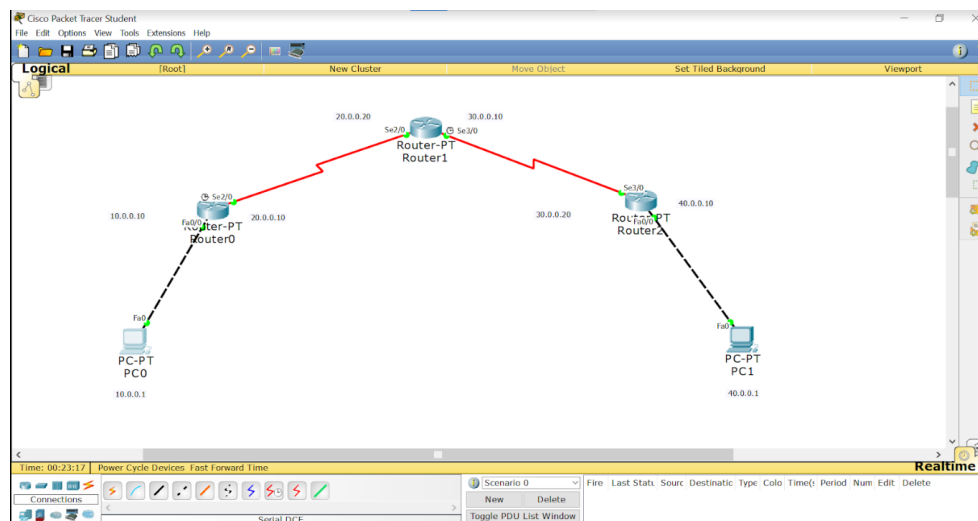 Cisco Packet Tracer Student
File Edit Options View Tools Extensions Help
Logical [Root] New Cluster Move Object Set Tiled Background Viewport
20.0.0.20 30.0.0.10
Se2/0 Se3/0
Router-PT
Router1
Se2/0 Se3/0
10.0.0.10 20.0.0.10 30.0.0.20 40.0.0.10
Fa0/0 Fa0/0
Router-PT Router-PT
Router0 Router2
Fa0 Fa0
PC-PT PC-PT
PC0 PC1
10.0.0.1 40.0.0.1
Time: 00:23:17 Power Cycle Devices Fast Forward Time Realtime
Connections
Scenario 0
New Delete
Toggle PDU List Window
Fire Last Statu Sourc Destinatic Type Colo Time(s Period Num Edit Delete
Serial DCE